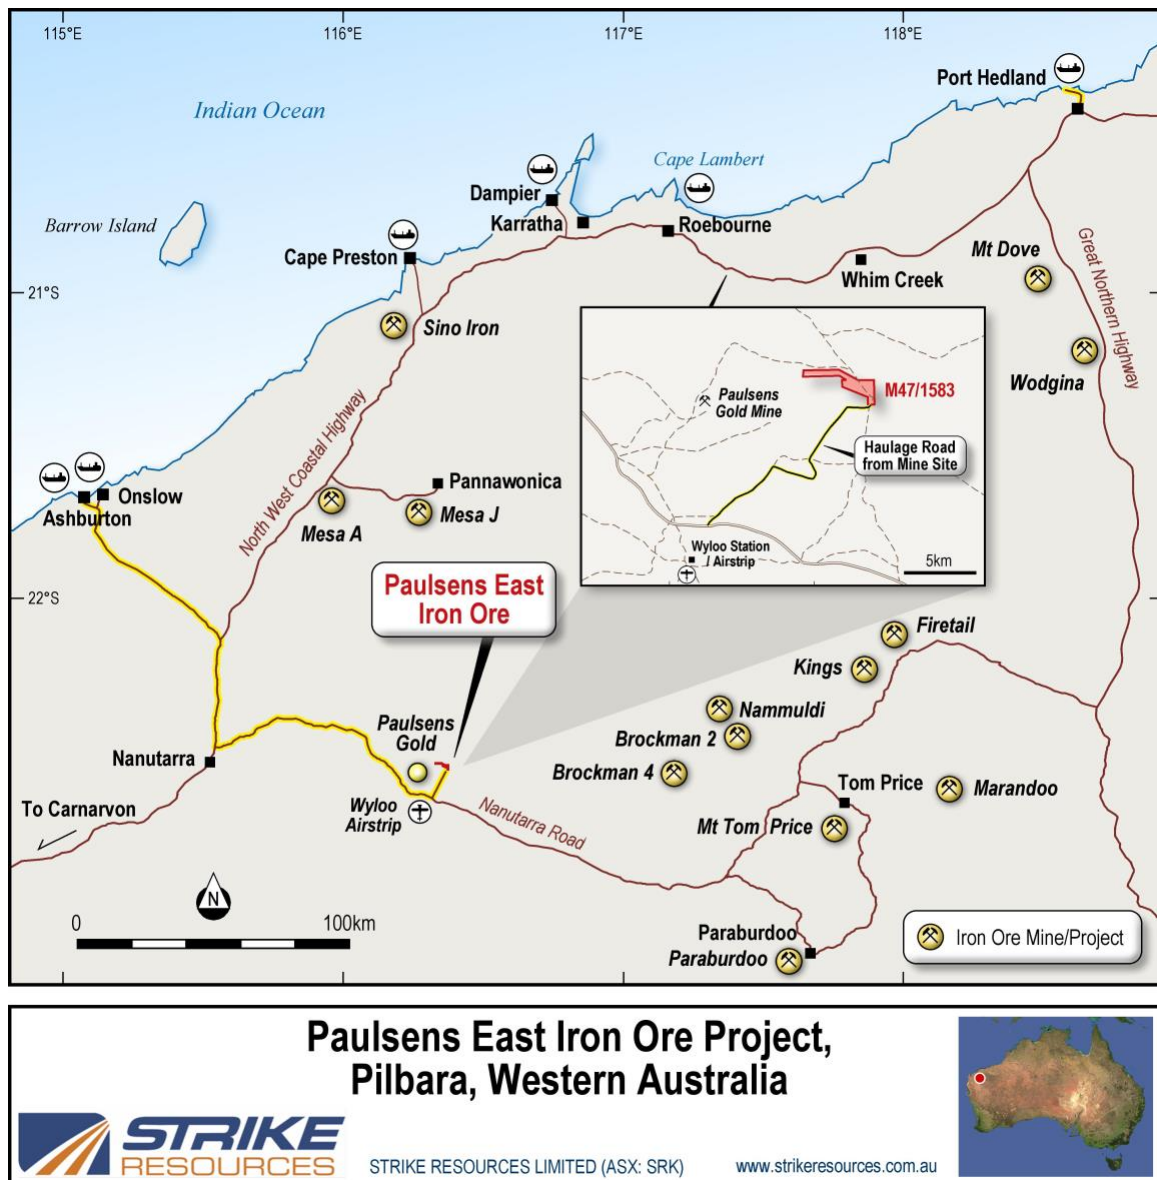 115°E
116°E
117°E
118°E
Port Hedland
Indian Ocean
Cape Lambert
Dampier
Karratha
Roebourne
Barrow Island
Cape Preston
Whim Creek
Mt Dove
Great Northern Highway
21°S
Sino Iron
Wodgina
North West Coastal Highway
Paulsens
Gold Mine
M47/1583
Haulage Road
from Mine Site
Wyloo Station
/ Airstrip
5km
Pannawonica
Onslow
Ashburton
Mesa A
Mesa J
22°S
Paulsens East
Iron Ore
Firetail
Kings
Nammuldi
Brockman 2
Brockman 4
Paulsens
Gold
Nanutarra
Wyloo
Airstrip
Nanutarra Road
Tom Price
Marandoo
Mt Tom Price
To Carnarvon
N
0
100km
Paraburdoo
Paraburdoo
Iron Ore Mine/Project
Paulsens East Iron Ore Project,
Pilbara, Western Australia
STRIKE
RESOURCES
STRIKE RESOURCES LIMITED (ASX: SRK)
www.strikeresources.com.au